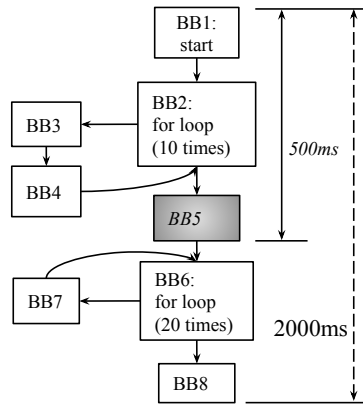 BB1:
start
BB2:
for loop
(10 times)
BB3
BB4
500ms
BB5
BB6:
for loop
(20 times)
BB7
2000ms
BB8